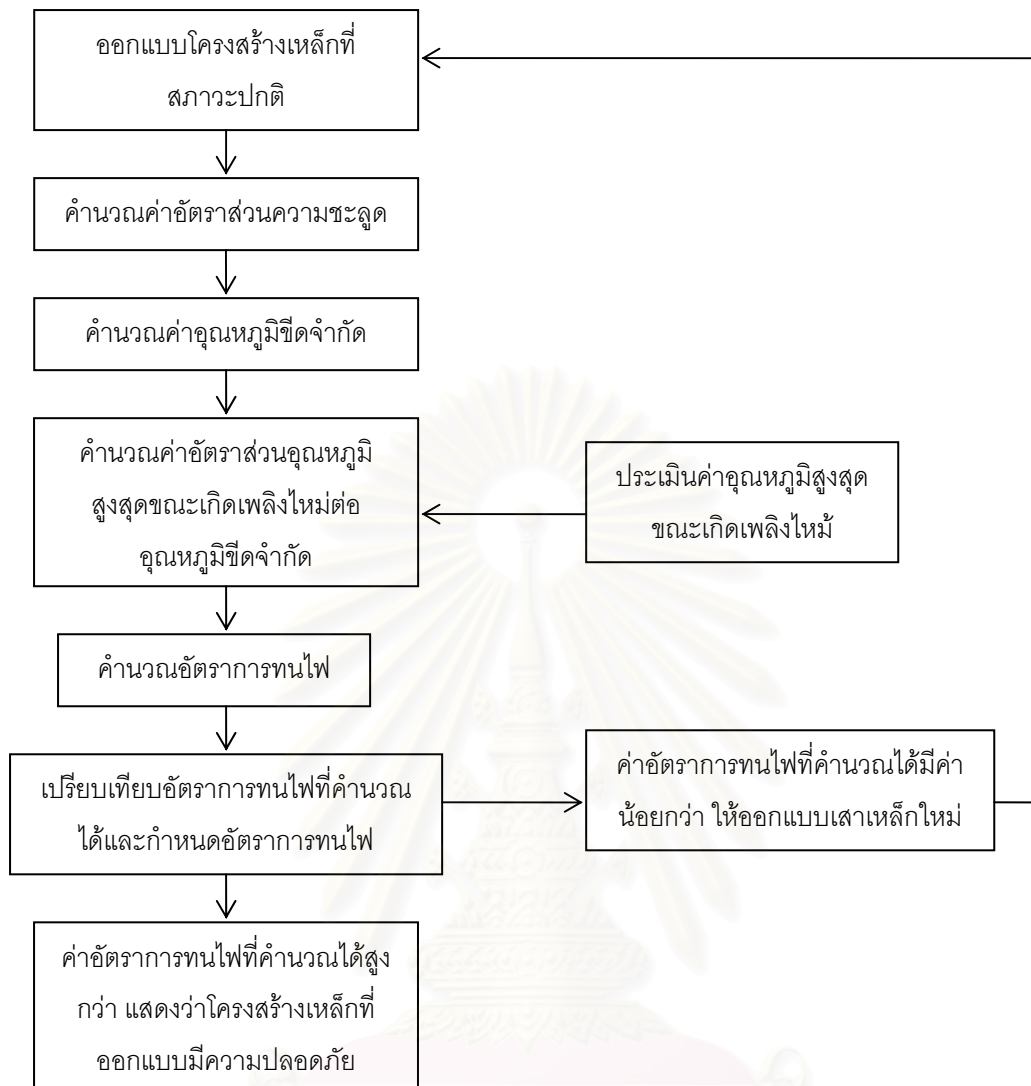 ออกแบบโครงสร้างเหล็กที่
สภาวะปกติ
คำนวณค่าอัตราส่วนความชะลูด
คำนวณค่าอุณหภูมิขีดจำกัด
คำนวณค่าอัตราส่วนอุณหภูมิ
สูงสุดขณะเกิดเพลิงไหม่ต่อ
อุณหภูมิขีดจำกัด
ประเมินค่าอุณหภูมิสูงสุด
ขณะเกิดเพลิงไหม้
คำนวณอัตราการทนไฟ
เปรียบเทียบอัตราการทนไฟที่คำนวณ
ได้และกำหนดอัตราการทนไฟ
ค่าอัตราการทนไฟที่คำนวณได้มีค่า
น้อยกว่า ให้ออกแบบเสาเหล็กใหม่
ค่าอัตราการทนไฟที่คำนวณได้สูง
กว่า แสดงว่าโครงสร้างเหล็กที่
ออกแบบมีความปลอดภัย